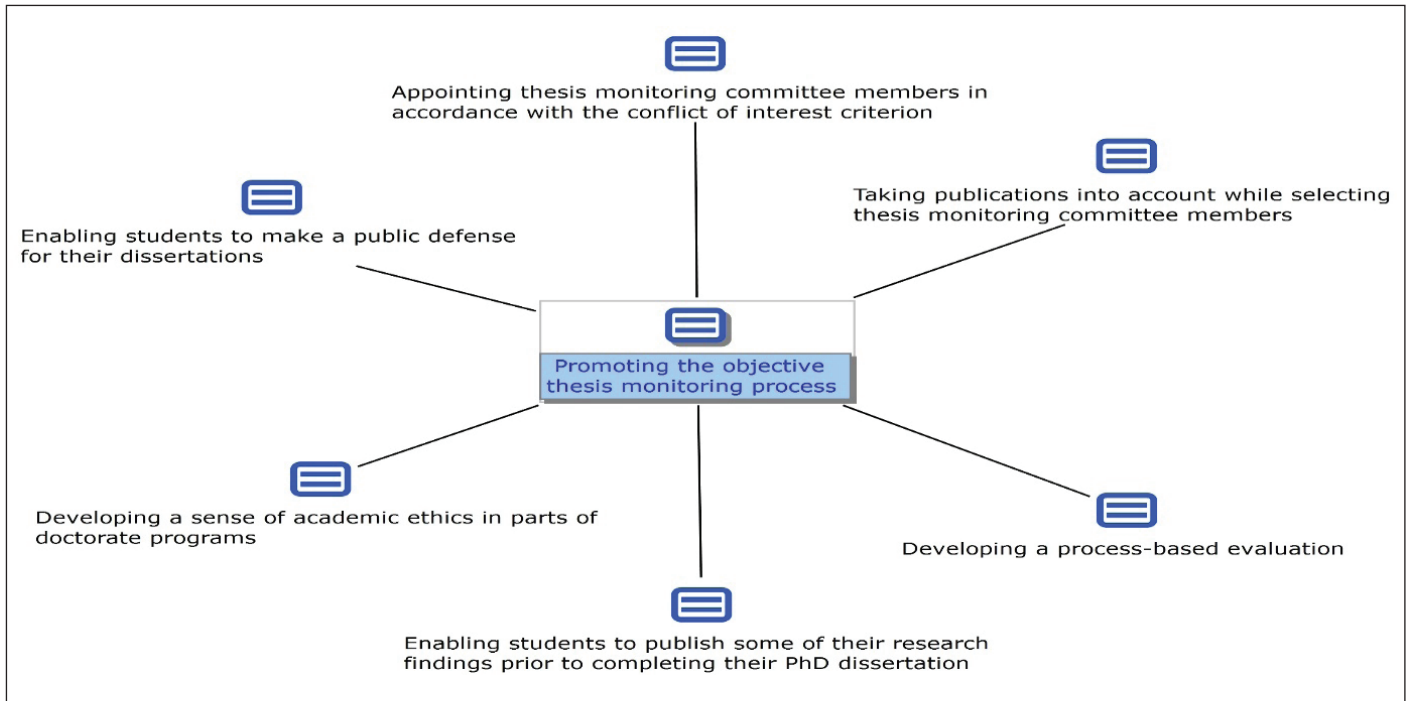 Appointing thesis monitoring committee members in
accordance with the conflict of interest criterion
Taking publications into account while selecting
thesis monitoring committee members
Enabling students to make a public defense
for their dissertations
Promoting the objective
thesis monitoring process
Developing a sense of academic ethics in parts of
doctorate programs
Developing a process-based evaluation
Enabling students to publish some of their research
findings prior to completing their PhD dissertation